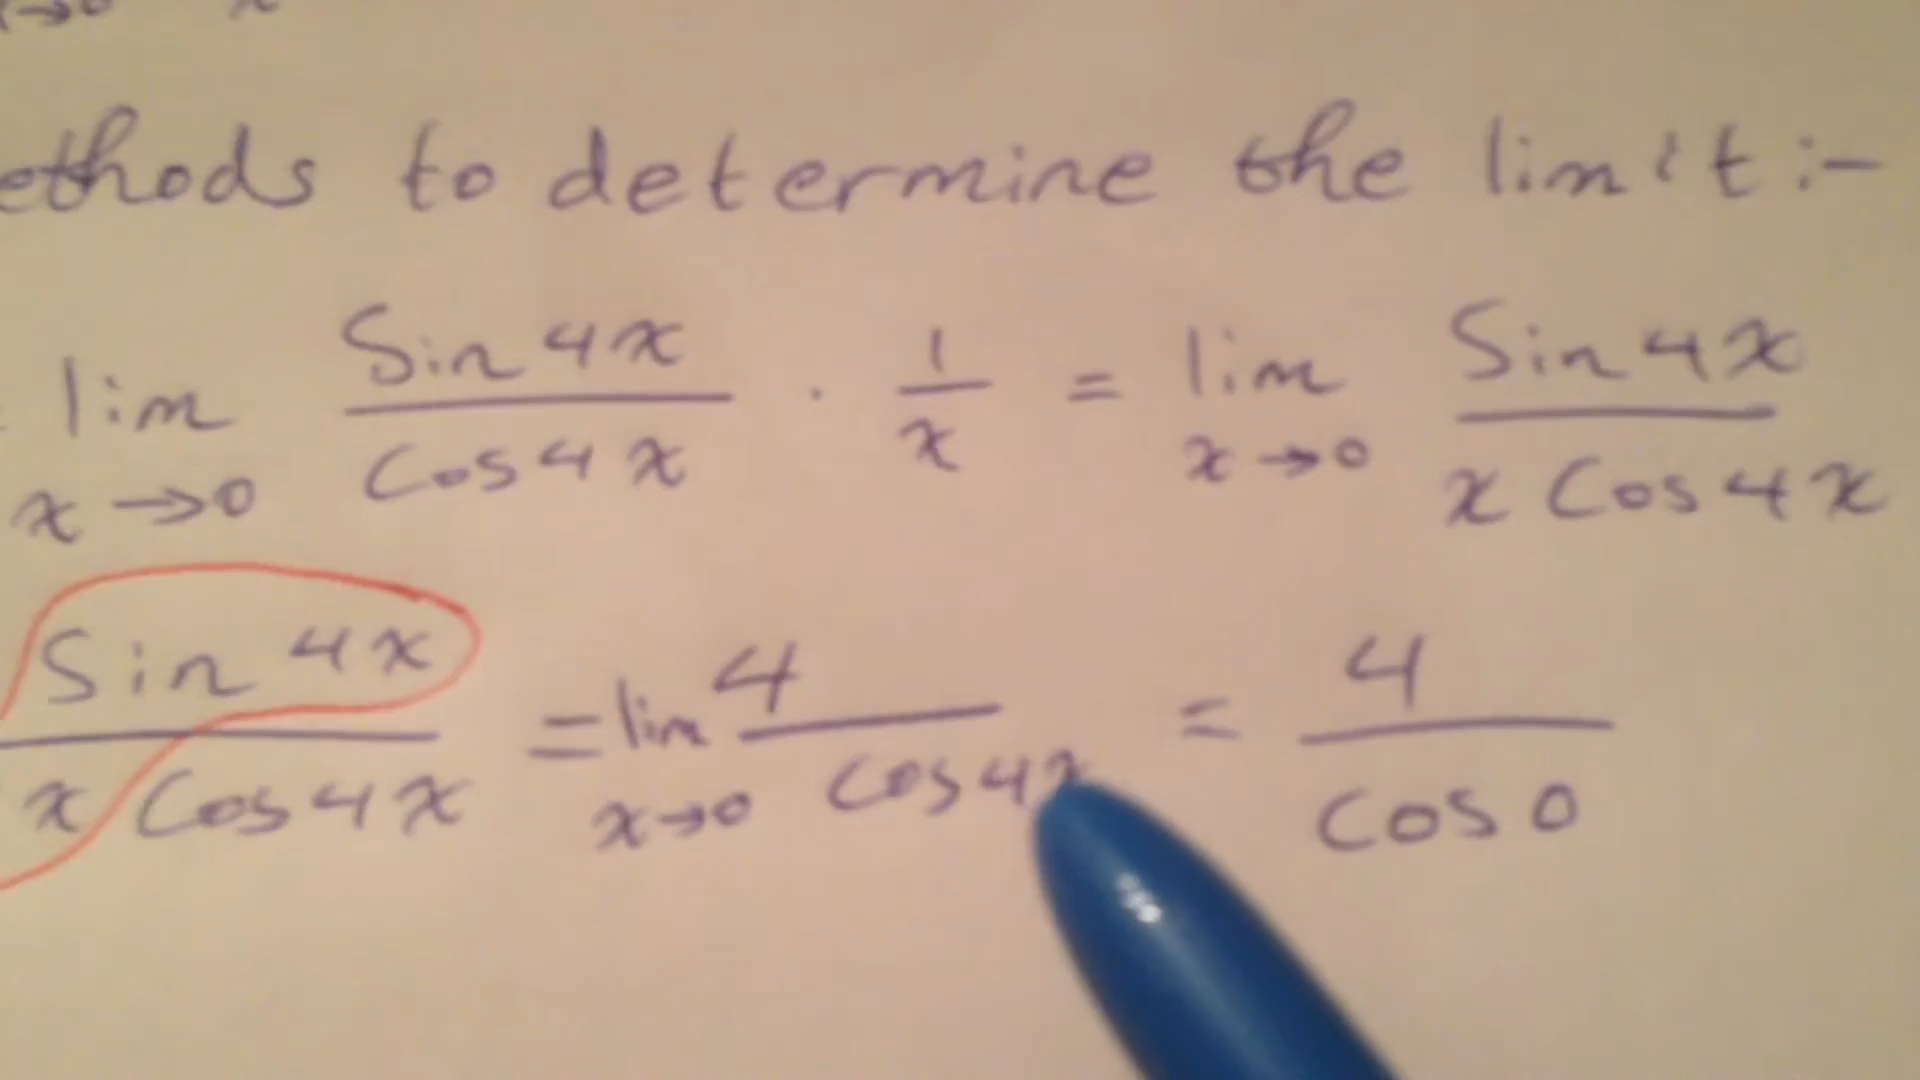 x→0 x
ethods to determine the limit:-
lim x→0 Sin 4x / Cos 4x · 1 / x = lim x→0 Sin 4x / x Cos 4x
Sin 4x / x Cos 4x = lim x→0 4 / Cos 4x = 4 / Cos 0